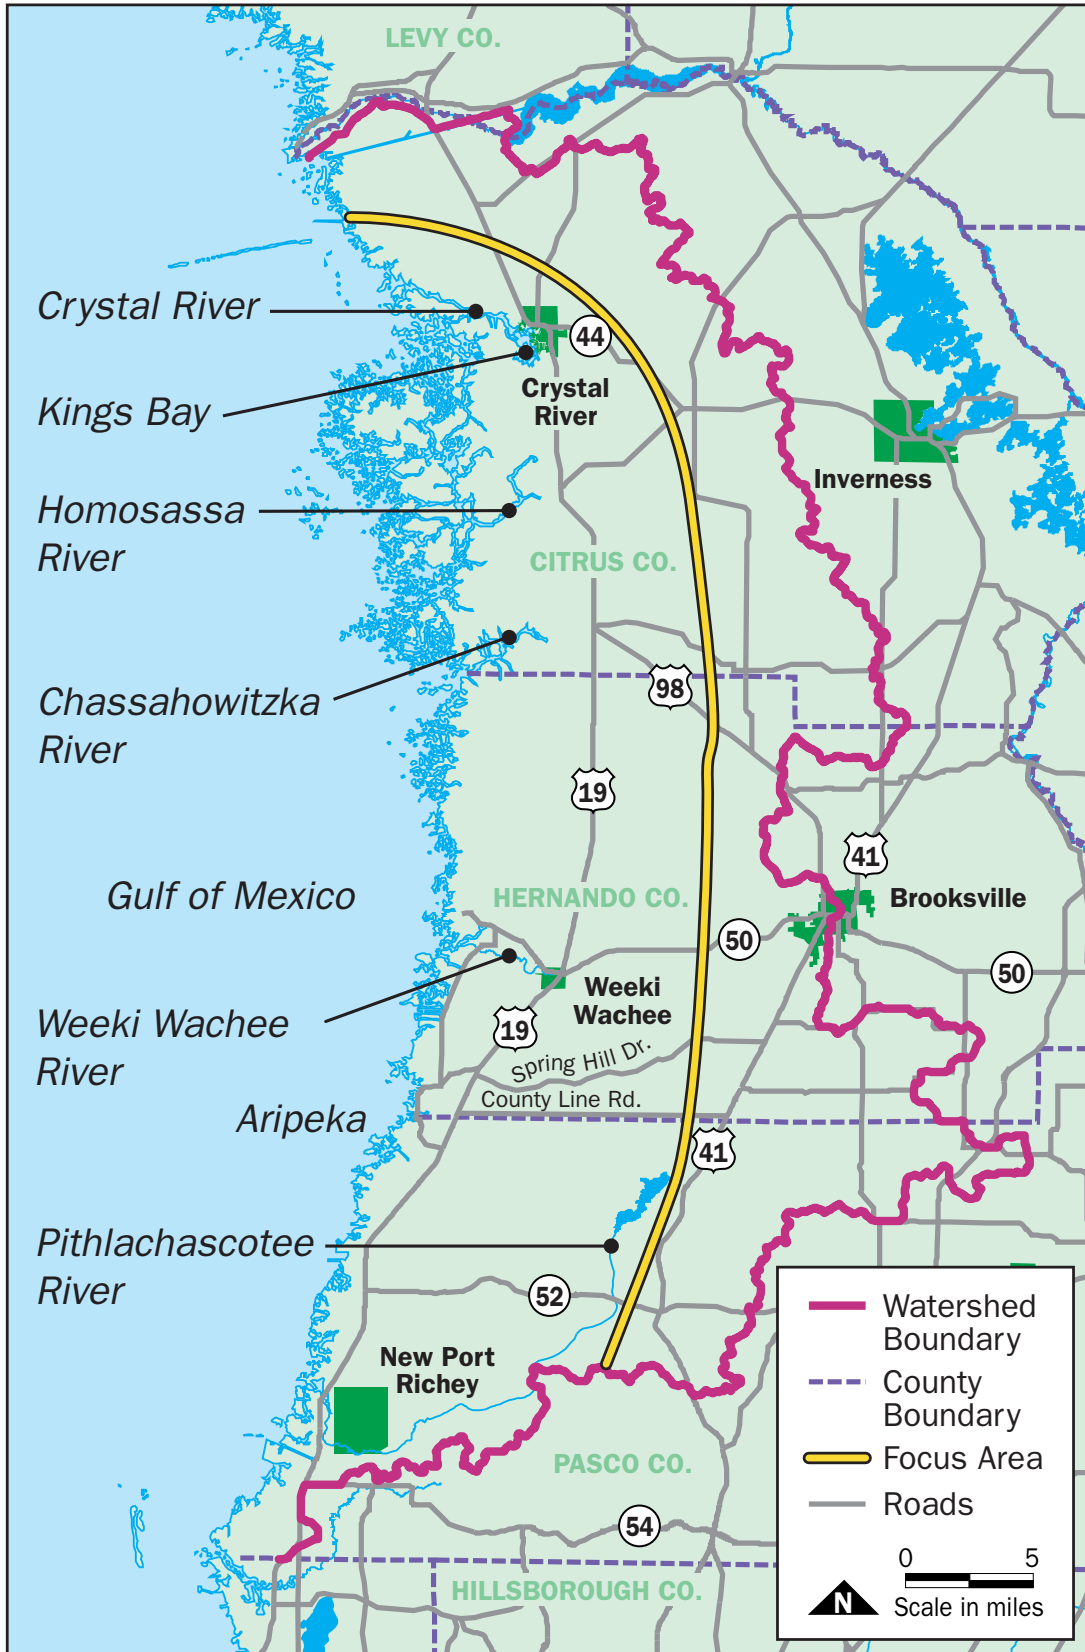 LEVY CO.
Crystal River
44
Kings Bay
Crystal
River
Inverness
Homosassa
River
CITRUS CO.
98
Chassahowitzka
River
19
41
Gulf of Mexico
HERNANDO CO.
Brooksville
50
50
Weeki
Wachee
Weeki Wachee
River
19
Spring Hill Dr.
County Line Rd.
Aripeka
41
Pithlachascotee
River
52
New Port
Richey
PASCO CO.
54
HILLSBOROUGH CO.
Watershed
Boundary
County
Boundary
Focus Area
Roads
0 5
N
Scale in miles